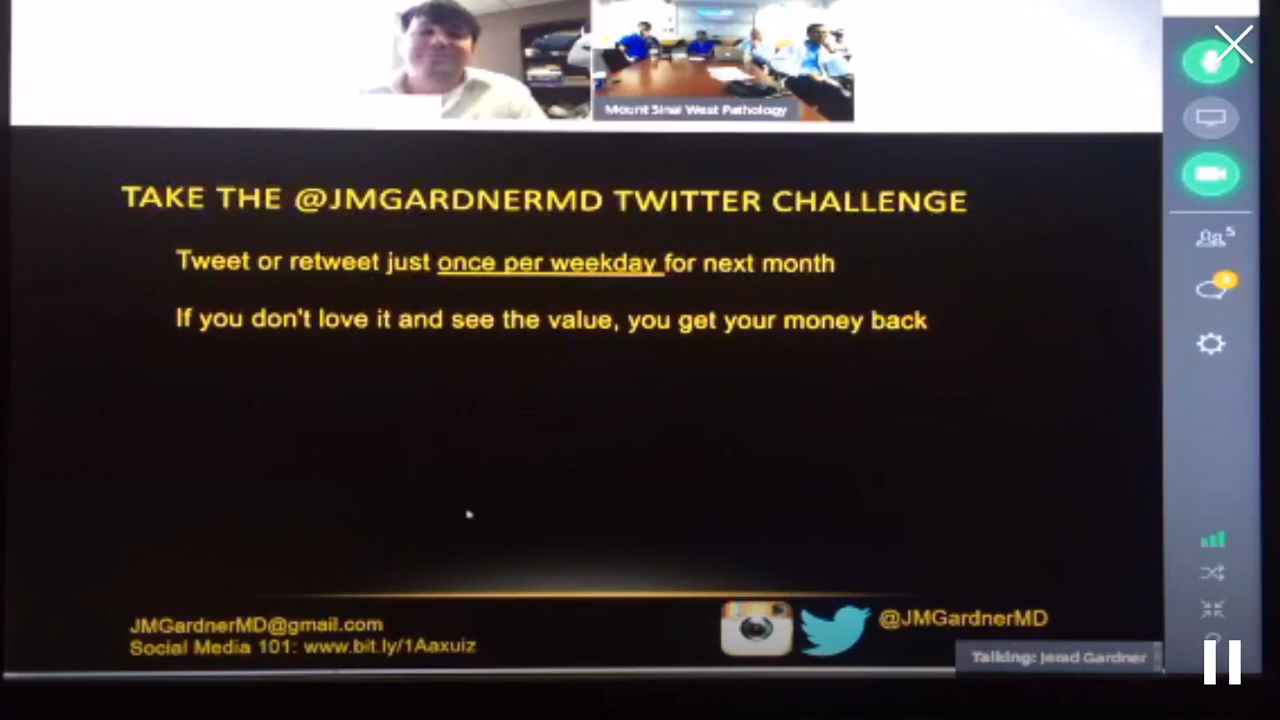 Mount Sinai West Pathology
TAKE THE @JMGARDNERMD TWITTER CHALLENGE
5
Tweet or retweet just once per weekday for next month
If you don't love it and see the value, you get your money back
JMGardnerMD@gmail.com
@JMGardnerMD
Social Media 101: www.bit.ly/1Aaxuiz
Talking: Jerad Gardner